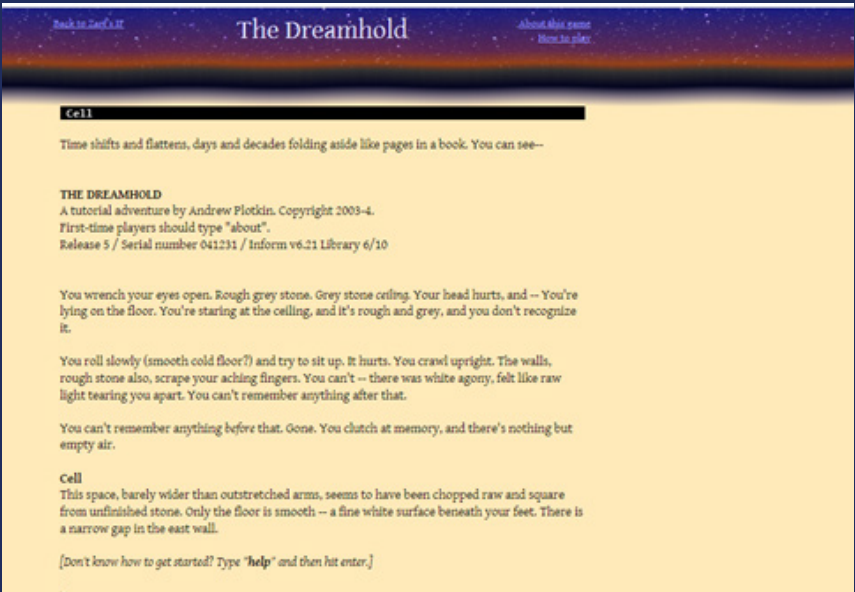 Back to Zarf's IF
The Dreamhold
About this game
How to play
Cell
Time shifts and flattens, days and decades folding aside like pages in a book. You can see--
THE DREAMHOLD
A tutorial adventure by Andrew Plotkin. Copyright 2003-4.
First-time players should type "about".
Release 5 / Serial number 041231 / Inform v6.21 Library 6/10
You wrench your eyes open. Rough grey stone. Grey stone ceiling. Your head hurts, and -- You're
lying on the floor. You're staring at the ceiling, and it's rough and grey, and you don't recognize
it.
You roll slowly (smooth cold floor?) and try to sit up. It hurts. You crawl upright. The walls,
rough stone also, scrape your aching fingers. You can't -- there was white agony, felt like raw
light tearing you apart. You can't remember anything after that.
You can't remember anything before that. Gone. You clutch at memory, and there's nothing but
empty air.
Cell
This space, barely wider than outstretched arms, seems to have been chopped raw and square
from unfinished stone. Only the floor is smooth -- a fine white surface beneath your feet. There is
a narrow gap in the east wall.
[Don't know how to get started? Type "help" and then hit enter.]